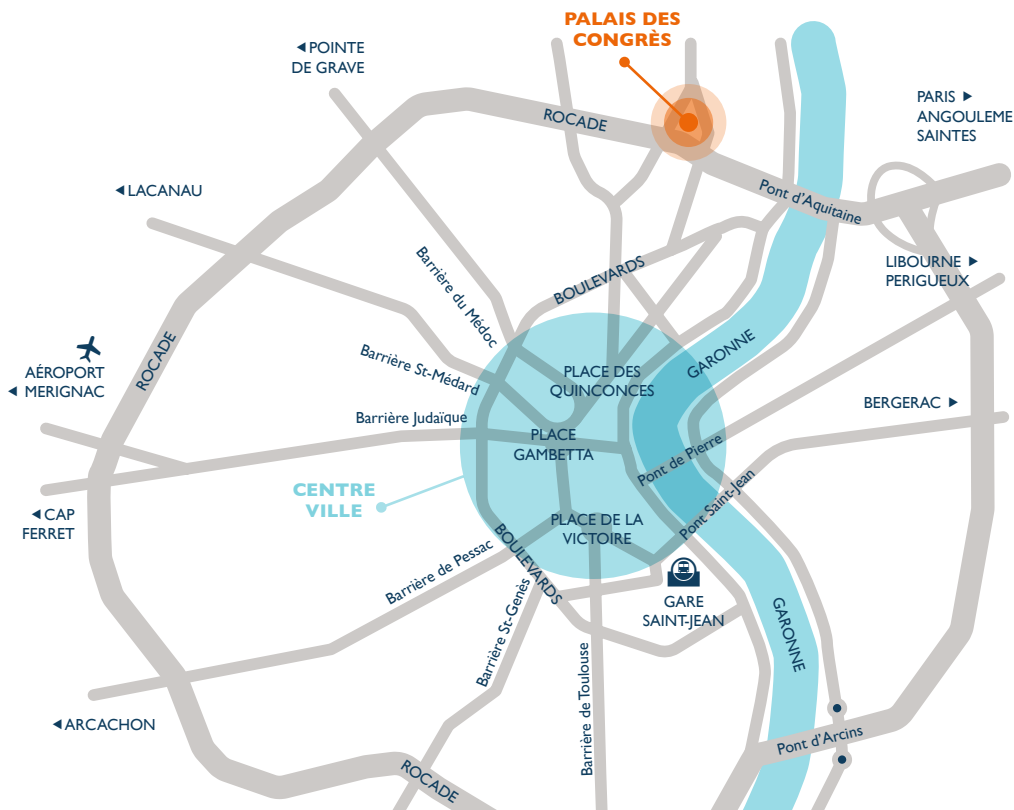 PALAIS DES
CONGRÈS
◄POINTE
DE GRAVE
PARIS ►
ANGOULEME
SAINTES
ROCADE
◄LACANAU
Pont d'Aquitaine
Barrière du Médoc
BOULEVARDS
LIBOURNE ►
PERIGUEUX
ROCADE
GARONNE
AÉROPORT
◄ MERIGNAC
Barrière St-Médard
PLACE DES
QUINCONCES
BERGERAC ►
Barrière Judaïque
PLACE
GAMBETTA
Pont de Pierre
CENTRE
VILLE
Pont Saint-Jean
◄CAP
FERRET
PLACE DE LA
VICTOIRE
BOULEVARDS
Barrière de Pessac
GARE
SAINT-JEAN
Barrière St-Genès
GARONNE
Barrière de Toulouse
◄ARCACHON
Pont d'Arcins
ROCADE